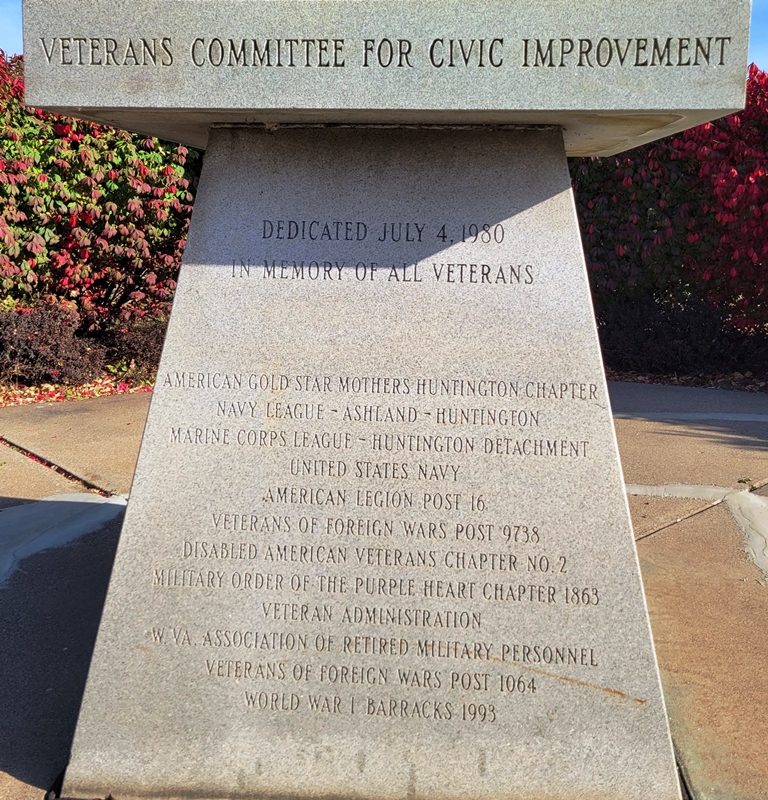 VETERANS COMMITTEE FOR CIVIC IMPROVEMENT
DEDICATED JULY 4, 1980
IN MEMORY OF ALL VETERANS
AMERICAN GOLD STAR MOTHERS HUNTINGTON CHAPTER
NAVY LEAGUE - ASHLAND - HUNTINGTON
MARINE CORPS LEAGUE - HUNTINGTON DETACHMENT
UNITED STATES NAVY
AMERICAN LEGION POST 16
VETERANS OF FOREIGN WARS POST 9738
DISABLED AMERICAN VETERANS CHAPTER NO. 2
MILITARY ORDER OF THE PURPLE HEART CHAPTER 1863
VETERAN ADMINISTRATION
W. VA. ASSOCIATION OF RETIRED MILITARY PERSONNEL
VETERANS OF FOREIGN WARS POST 1064
WORLD WAR I BARRACKS 1993